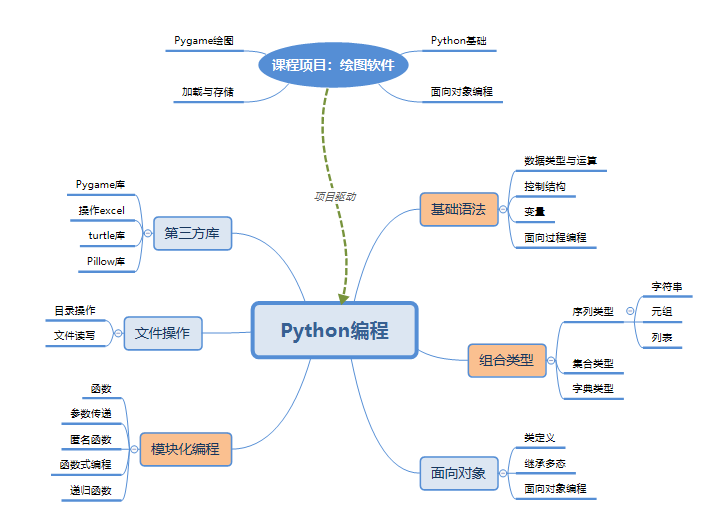 Pygame绘图
Python基础
课程项目：绘图软件
加载与存储
面向对象编程
项目驱动
数据类型与运算
控制结构
基础语法
变量
面向过程编程
Pygame库
操作excel
第三方库
turtle库
Pillow库
目录操作
文件操作
文件读写
Python编程
字符串
序列类型
元组
列表
组合类型
集合类型
字典类型
函数
参数传递
匿名函数
模块化编程
函数式编程
递归函数
类定义
继承多态
面向对象
面向对象编程